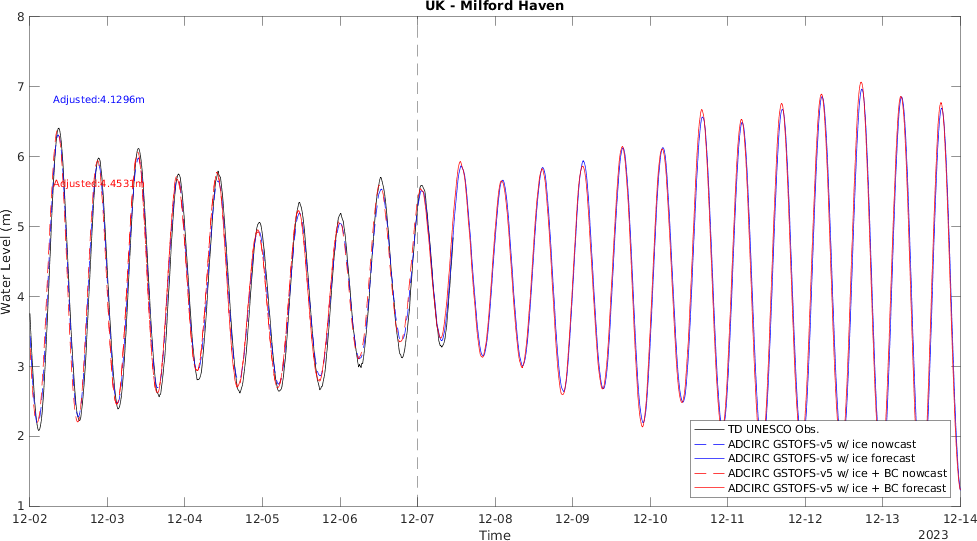 UK - Milford Haven
8
7
6
5
4
3
2
1
Water Level (m)
Adjusted:4.1296m
Adjusted:4.4531m
TD UNESCO Obs.
ADCIRC GSTOFS-v5 w/ ice nowcast
ADCIRC GSTOFS-v5 w/ ice forecast
ADCIRC GSTOFS-v5 w/ ice + BC nowcast
ADCIRC GSTOFS-v5 w/ ice + BC forecast
12-02 12-03 12-04 12-05 12-06 12-07 12-08 12-09 12-10 12-11 12-12 12-13 12-14
Time
2023